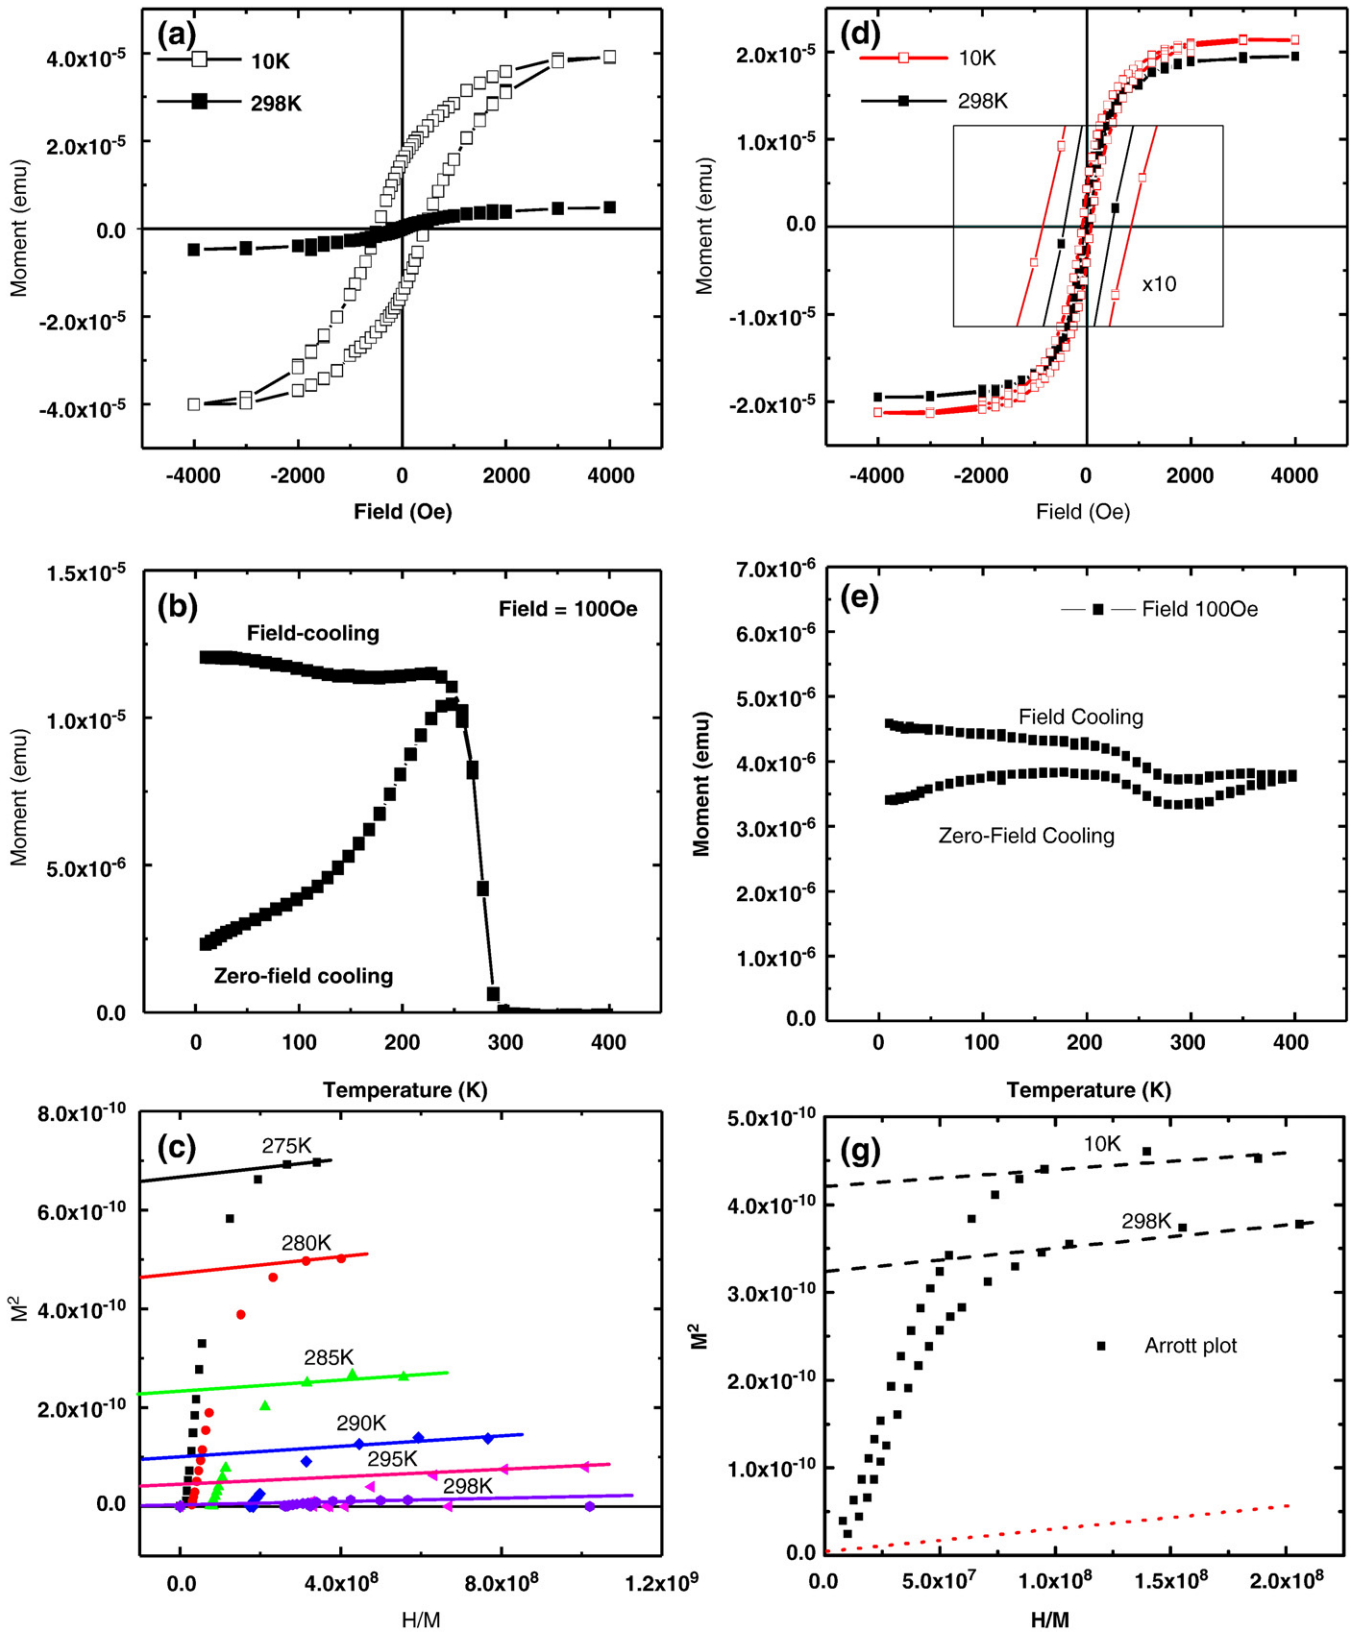 (a)
10K
298K
4.0x10-5
2.0x10-5
0.0
-2.0x10-5
-4.0x10-5
Moment (emu)
-4000 -2000 0 2000 4000
Field (Oe)
(d)
10K
298K
x10
2.0x10-5
1.0x10-5
0.0
-1.0x10-5
-2.0x10-5
Moment (emu)
-4000 -2000 0 2000 4000
Field (Oe)
(b)
Field = 100Oe
Field-cooling
Zero-field cooling
1.5x10-5
1.0x10-5
5.0x10-6
0.0
Moment (emu)
0 100 200 300 400
Temperature (K)
(e)
Field 100Oe
Field Cooling
Zero-Field Cooling
7.0x10-6
6.0x10-6
5.0x10-6
4.0x10-6
3.0x10-6
2.0x10-6
1.0x10-6
0.0
Moment (emu)
0 100 200 300 400
Temperature (K)
(c)
275K
280K
285K
290K
295K
298K
8.0x10-10
6.0x10-10
4.0x10-10
2.0x10-10
0.0
M2
0.0 4.0x108 8.0x108 1.2x109
H/M
(g)
10K
298K
Arrott plot
5.0x10-10
4.0x10-10
3.0x10-10
2.0x10-10
1.0x10-10
0.0
M2
0.0 5.0x107 1.0x108 1.5x108 2.0x108
H/M